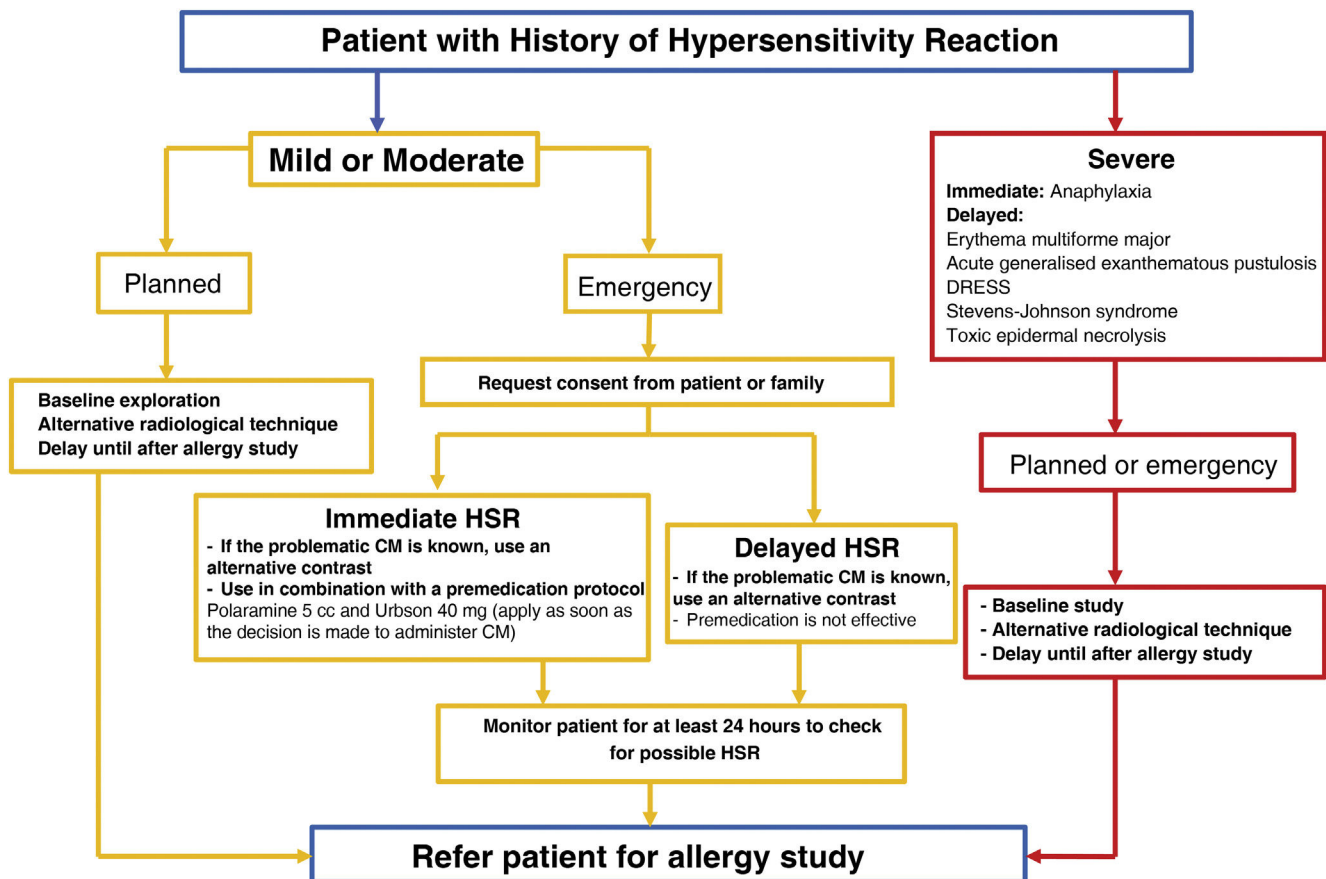 Patient with History of Hypersensitivity Reaction
Mild or Moderate
Planned
Baseline exploration
Alternative radiological technique
Delay until after allergy study
Emergency
Request consent from patient or family
Immediate HSR
- If the problematic CM is known, use an
alternative contrast
- Use in combination with a premedication protocol
Polaramine 5 cc and Urbson 40 mg (apply as soon as
the decision is made to administer CM)
Delayed HSR
- If the problematic CM is known,
use an alternative contrast
- Premedication is not effective
Monitor patient for at least 24 hours to check
for possible HSR
Severe
Immediate: Anaphylaxia
Delayed:
Erythema multiforme major
Acute generalised exanthematous pustulosis
DRESS
Stevens-Johnson syndrome
Toxic epidermal necrolysis
Planned or emergency
- Baseline study
- Alternative radiological technique
- Delay until after allergy study
Refer patient for allergy study